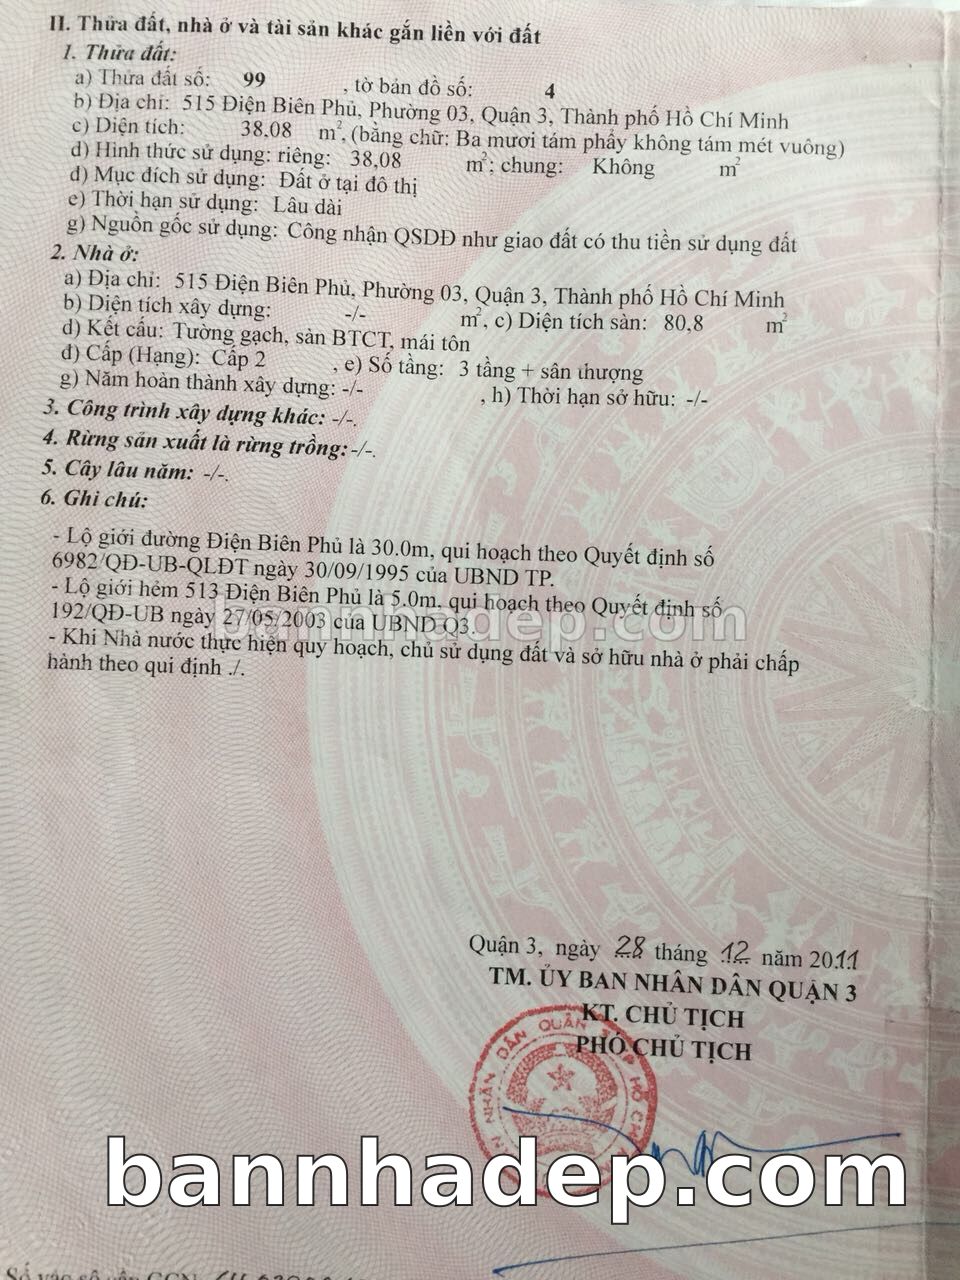 II. Thửa đất, nhà ở và tài sản khác gắn liền với đất
1. Thửa đất:
a) Thửa đất số: 99 , tờ bản đồ số: 4
b) Địa chỉ: 515 Điện Biên Phủ, Phường 03, Quận 3, Thành phố Hồ Chí Minh
c) Diện tích: 38,08 m², (bằng chữ: Ba mươi tám phẩy không tám mét vuông)
d) Hình thức sử dụng: riêng: 38,08 m²; chung: Không m²
đ) Mục đích sử dụng: Đất ở tại đô thị
e) Thời hạn sử dụng: Lâu dài
g) Nguồn gốc sử dụng: Công nhận QSDĐ như giao đất có thu tiền sử dụng đất
2. Nhà ở:
a) Địa chỉ: 515 Điện Biên Phủ, Phường 03, Quận 3, Thành phố Hồ Chí Minh
b) Diện tích xây dựng: -/- m², c) Diện tích sàn: 80,8 m²
d) Kết cấu: Tường gạch, sàn BTCT, mái tôn
đ) Cấp (Hạng): Cấp 2 , e) Số tầng: 3 tầng + sân thượng
g) Năm hoàn thành xây dựng: -/- , h) Thời hạn sở hữu: -/-
3. Công trình xây dựng khác: -/-.
4. Rừng sản xuất là rừng trồng: -/-.
5. Cây lâu năm: -/-.
6. Ghi chú:
- Lộ giới đường Điện Biên Phủ là 30.0m, qui hoạch theo Quyết định số
6982/QĐ-UB-QLĐT ngày 30/09/1995 của UBND TP.
- Lộ giới hẻm 513 Điện Biên Phủ là 5.0m, qui hoạch theo Quyết định số
192/QĐ-UB ngày 27/05/2003 của UBND Q3.
bannhadep.com
- Khi Nhà nước thực hiện quy hoạch, chủ sử dụng đất và sở hữu nhà ở phải chấp
hành theo qui định ./.
Quận 3, ngày 28 tháng 12 năm 2011
TM. ỦY BAN NHÂN DÂN QUẬN 3
KT. CHỦ TỊCH
PHÓ CHỦ TỊCH
NHÂN DÂN QUẬN 3
bannhadep.com
Số vào sổ cấp GCN